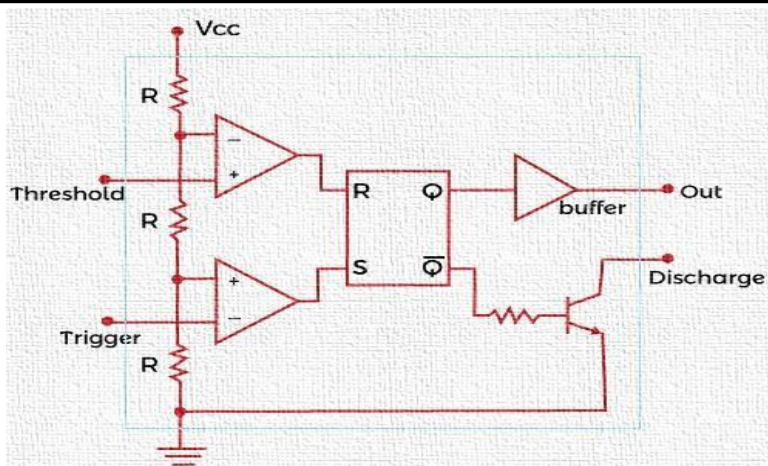 Vcc
R
−
+
Threshold
R
R
Q
buffer
Out
S
Q̅
Discharge
+
−
Trigger
R